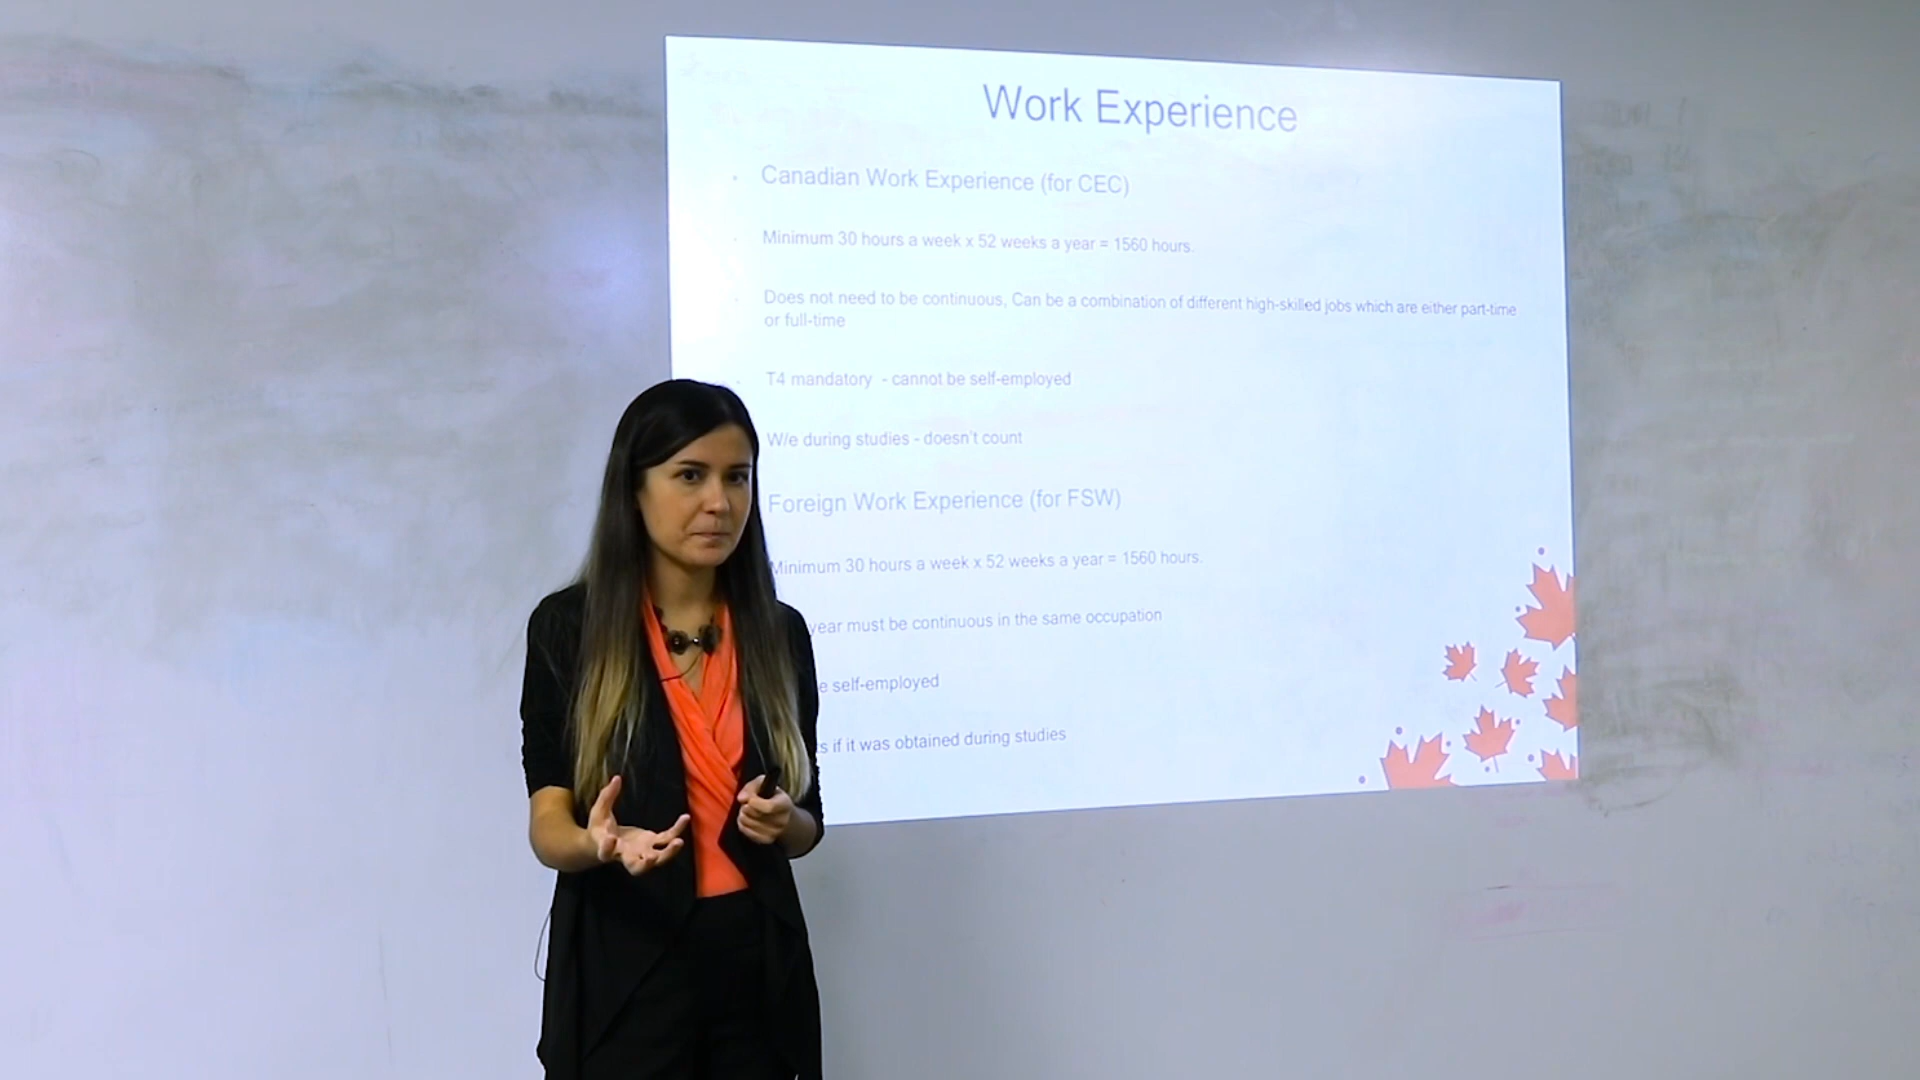 Work Experience
Canadian Work Experience (for CEC)
Minimum 30 hours a week x 52 weeks a year = 1560 hours.
Does not need to be continuous, Can be a combination of different high-skilled jobs which are either part-time
or full-time
T4 mandatory - cannot be self-employed
W/e during studies - doesn't count
Foreign Work Experience (for FSW)
Minimum 30 hours a week x 52 weeks a year = 1560 hours.
year must be continuous in the same occupation
self-employed
if it was obtained during studies